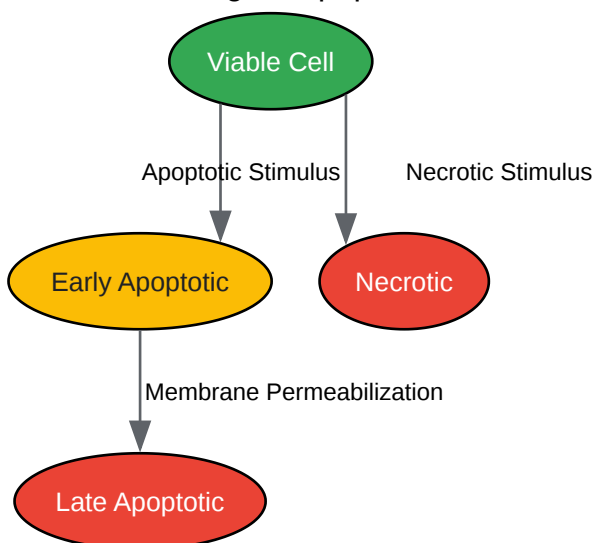 Viable Cell
Apoptotic Stimulus
Necrotic Stimulus
Early Apoptotic
Necrotic
Membrane Permeabilization
Late Apoptotic